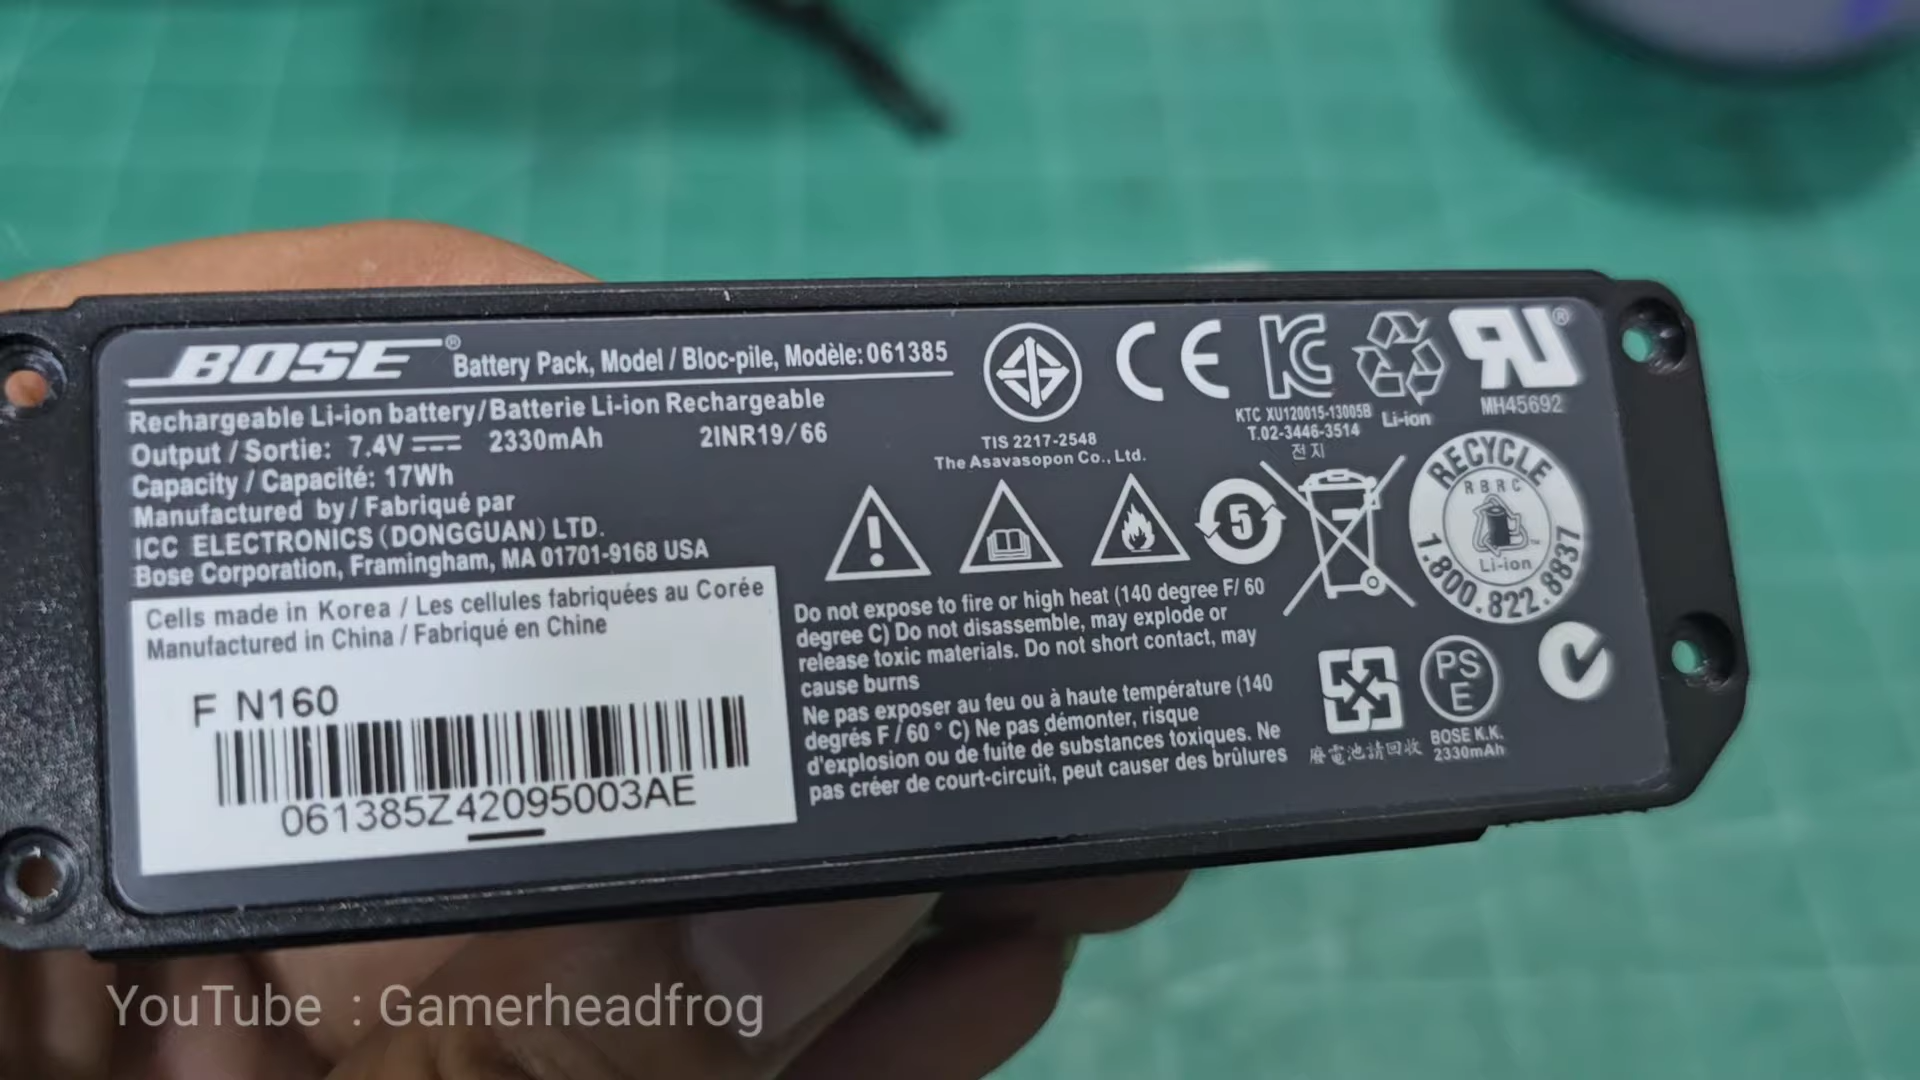 BOSE® Battery Pack, Model / Bloc-pile, Modèle: 061385
Rechargeable Li-ion battery/Batterie Li-ion Rechargeable
Output / Sortie: 7.4V 2330mAh 2INR19/66
Capacity / Capacité: 17Wh
Manufactured by / Fabriqué par
ICC ELECTRONICS (DONGGUAN) LTD.
Bose Corporation, Framingham, MA 01701-9168 USA
Cells made in Korea / Les cellules fabriquées au Corée
Manufactured in China / Fabriqué en Chine
F N160
061385Z42095003AE
TIS 2217-2548
The Asavasopon Co., Ltd.
CE
KC
KTC XU120015-13005B
T.02-3446-3514
전지
Li-ion
RU®
MH45692
5
RECYCLE
RBRC
Li-ion
1.800.822.8837
Do not expose to fire or high heat (140 degree F/ 60
degree C) Do not disassemble, may explode or
release toxic materials. Do not short contact, may
cause burns
Ne pas exposer au feu ou à haute température (140
degrés F / 60 ° C) Ne pas démonter, risque
d'explosion ou de fuite de substances toxiques. Ne
pas créer de court-circuit, peut causer des brûlures
廢電池請回收
PS
E
BOSE K.K.
2330mAh
YouTube : Gamerheadfrog